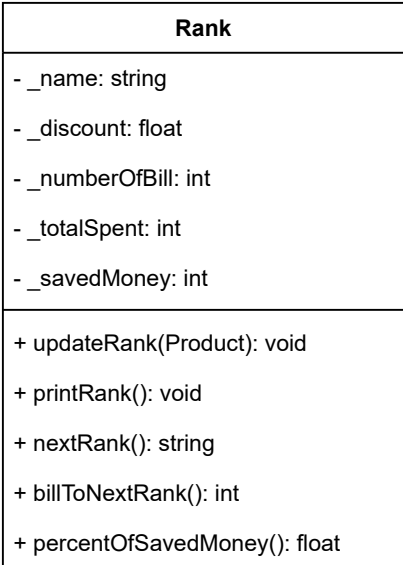 Rank
- _name: string
- _discount: float
- _numberOfBill: int
- _totalSpent: int
- _savedMoney: int
+ updateRank(Product): void
+ printRank(): void
+ nextRank(): string
+ billToNextRank(): int
+ percentOfSavedMoney(): float